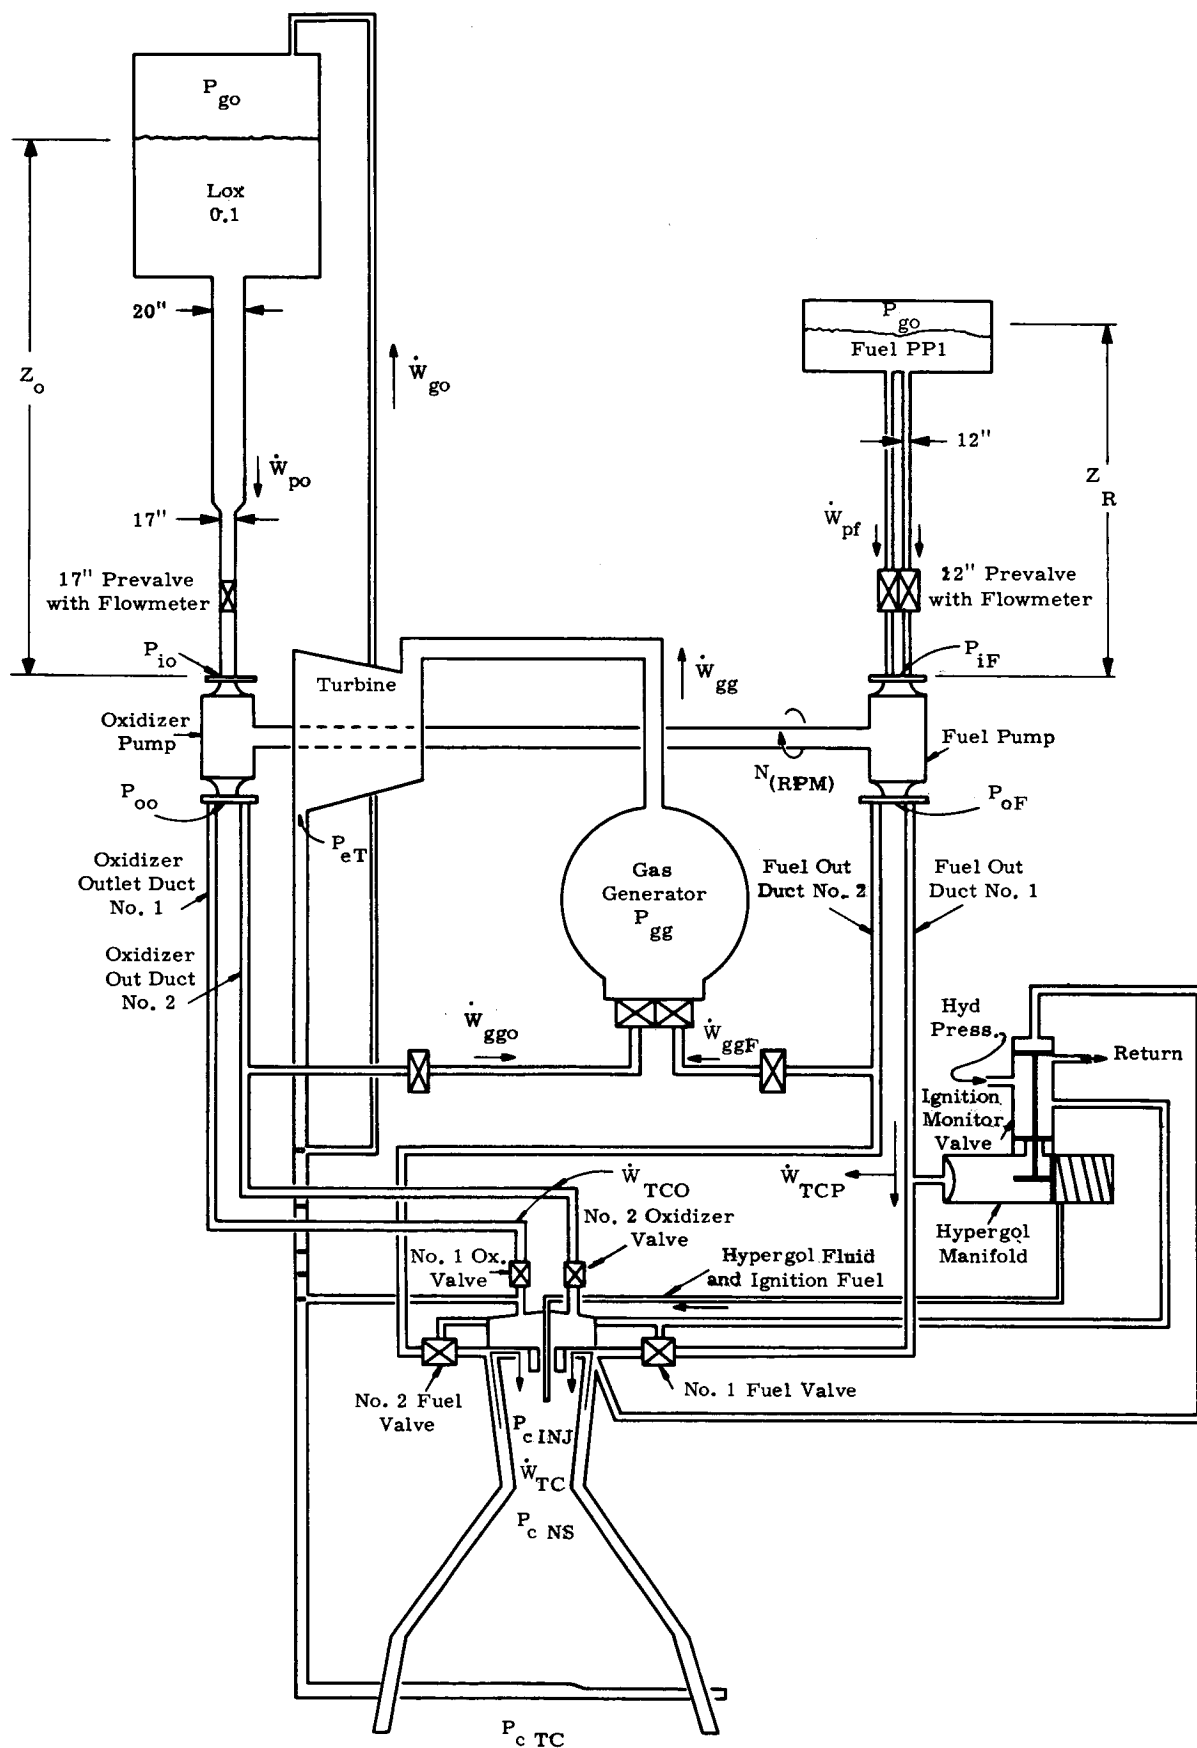 P go
Lox
0.1
20"
Z o
Ẇ go
P go
Fuel PP1
12"
Z R
Ẇ po
17"
Ẇ pf
17" Prevalve
with Flowmeter
12" Prevalve
with Flowmeter
P io
P iF
Turbine
Ẇ gg
Oxidizer
Pump
Fuel Pump
N (RPM)
P oo
P oF
P eT
Oxidizer
Outlet Duct
No. 1
Gas
Generator
P gg
Fuel Out
Duct No. 2
Fuel Out
Duct No. 1
Oxidizer
Out Duct
No. 2
Ẇ ggo
Ẇ ggF
Hyd
Press.
Return
Ignition
Monitor
Valve
Ẇ TCO
Ẇ TCP
No. 2 Oxidizer
Valve
Hypergol
Manifold
No. 1 Ox.
Valve
Hypergol Fluid
and Ignition Fuel
No. 2 Fuel
Valve
No. 1 Fuel Valve
P c INJ
Ẇ TC
P c NS
P c TC